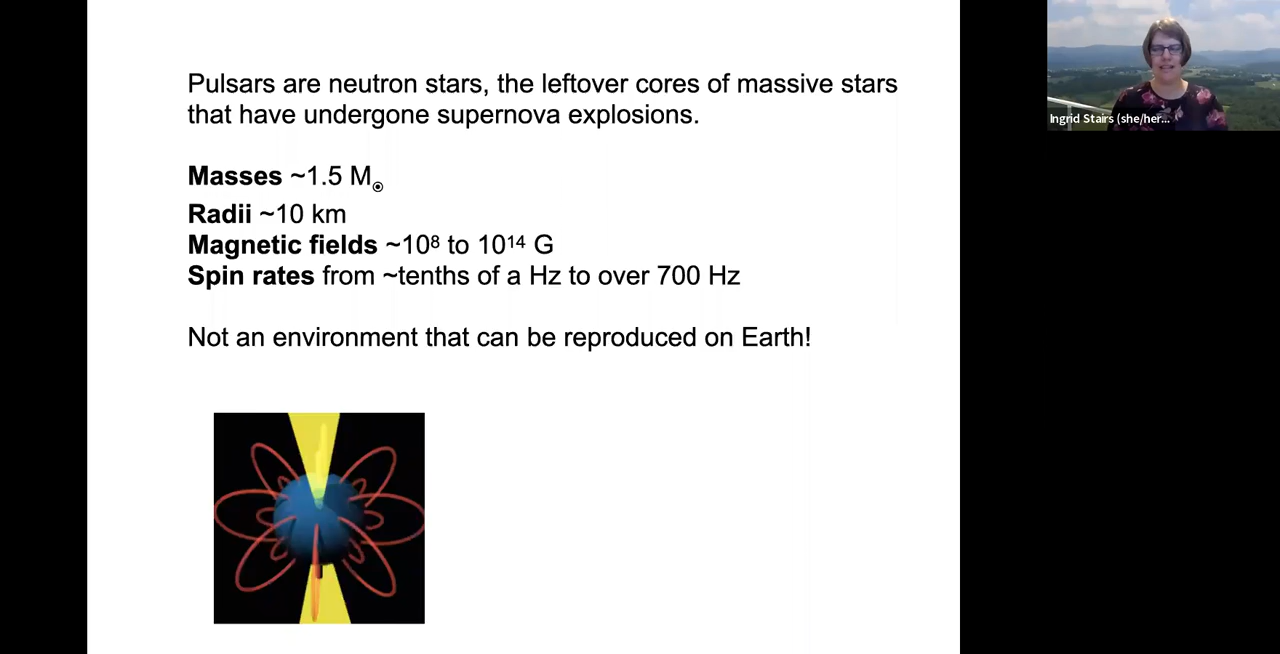 Pulsars are neutron stars, the leftover cores of massive stars
that have undergone supernova explosions.
Masses ~1.5 M☉
Radii ~10 km
Magnetic fields ~10⁸ to 10¹⁴ G
Spin rates from ~tenths of a Hz to over 700 Hz
Not an environment that can be reproduced on Earth!
Ingrid Stairs (she/her...